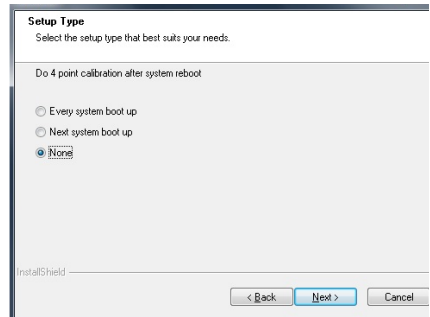 Setup Type
Select the setup type that best suits your needs.
Do 4 point calibration after system reboot
Every system boot up
Next system boot up
None
InstallShield
< Back
Next >
Cancel